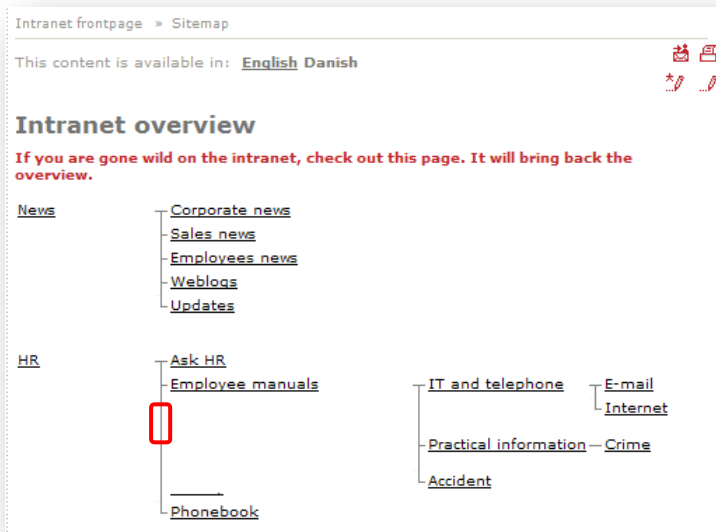 Intranet frontpage » Sitemap
This content is available in: English Danish
Intranet overview
If you are gone wild on the intranet, check out this page. It will bring back the
overview.
News Corporate news
Sales news
Employees news
Weblogs
Updates
HR Ask HR
Employee manuals IT and telephone E-mail
Internet
Practical information Crime
Accident
Phonebook